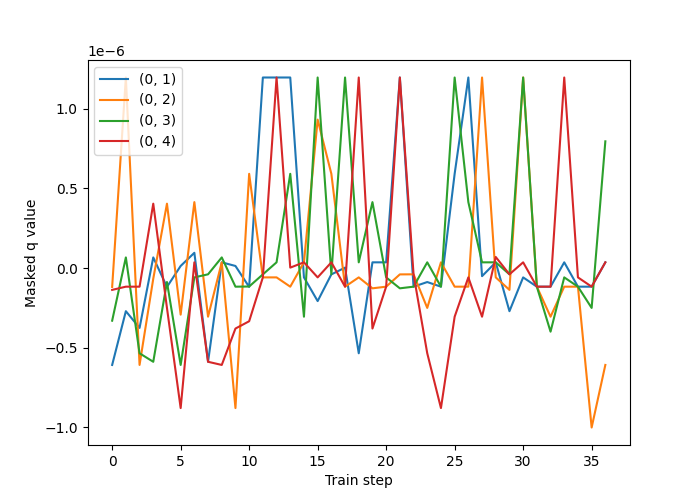 1e−6
(0, 1)
(0, 2)
(0, 3)
(0, 4)
Masked q value
1.0
0.5
0.0
−0.5
−1.0
0 5 10 15 20 25 30 35
Train step